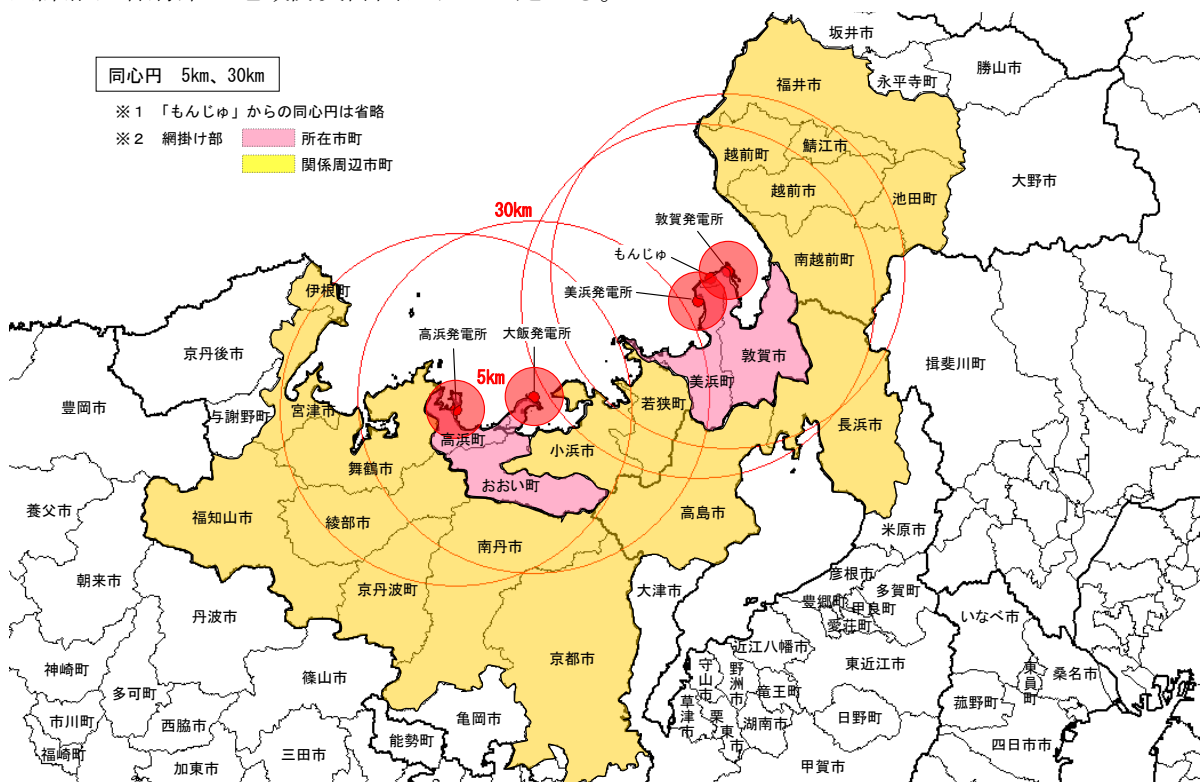 同心円 5km、30km
※1 「もんじゅ」からの同心円は省略
※2 網掛け部 所在市町
関係周辺市町
坂井市
勝山市
永平寺町
福井市
鯖江市
越前町
越前市
池田町
大野市
30km
敦賀発電所
もんじゅ
南越前町
美浜発電所
伊根町
高浜発電所
大飯発電所
京丹後市
敦賀市
揖斐川町
5km
美浜町
豊岡市
与謝野町
宮津市
若狭町
長浜市
高浜町
小浜市
舞鶴市
おおい町
養父市
福知山市
綾部市
高島市
米原市
南丹市
朝来市
京丹波町
大津市
彦根市
多賀町
丹波市
豊郷町
甲良町
いなべ市
愛荘町
京都市
近江八幡市
神崎町
篠山市
守山市
野洲市
東近江市
東員町
桑名市
多可町
竜王町
菰野町
市川町
西脇市
亀岡市
草津市
栗東市
湖南市
日野町
福崎町
三田市
能勢町
四日市市
加東市
甲賀市